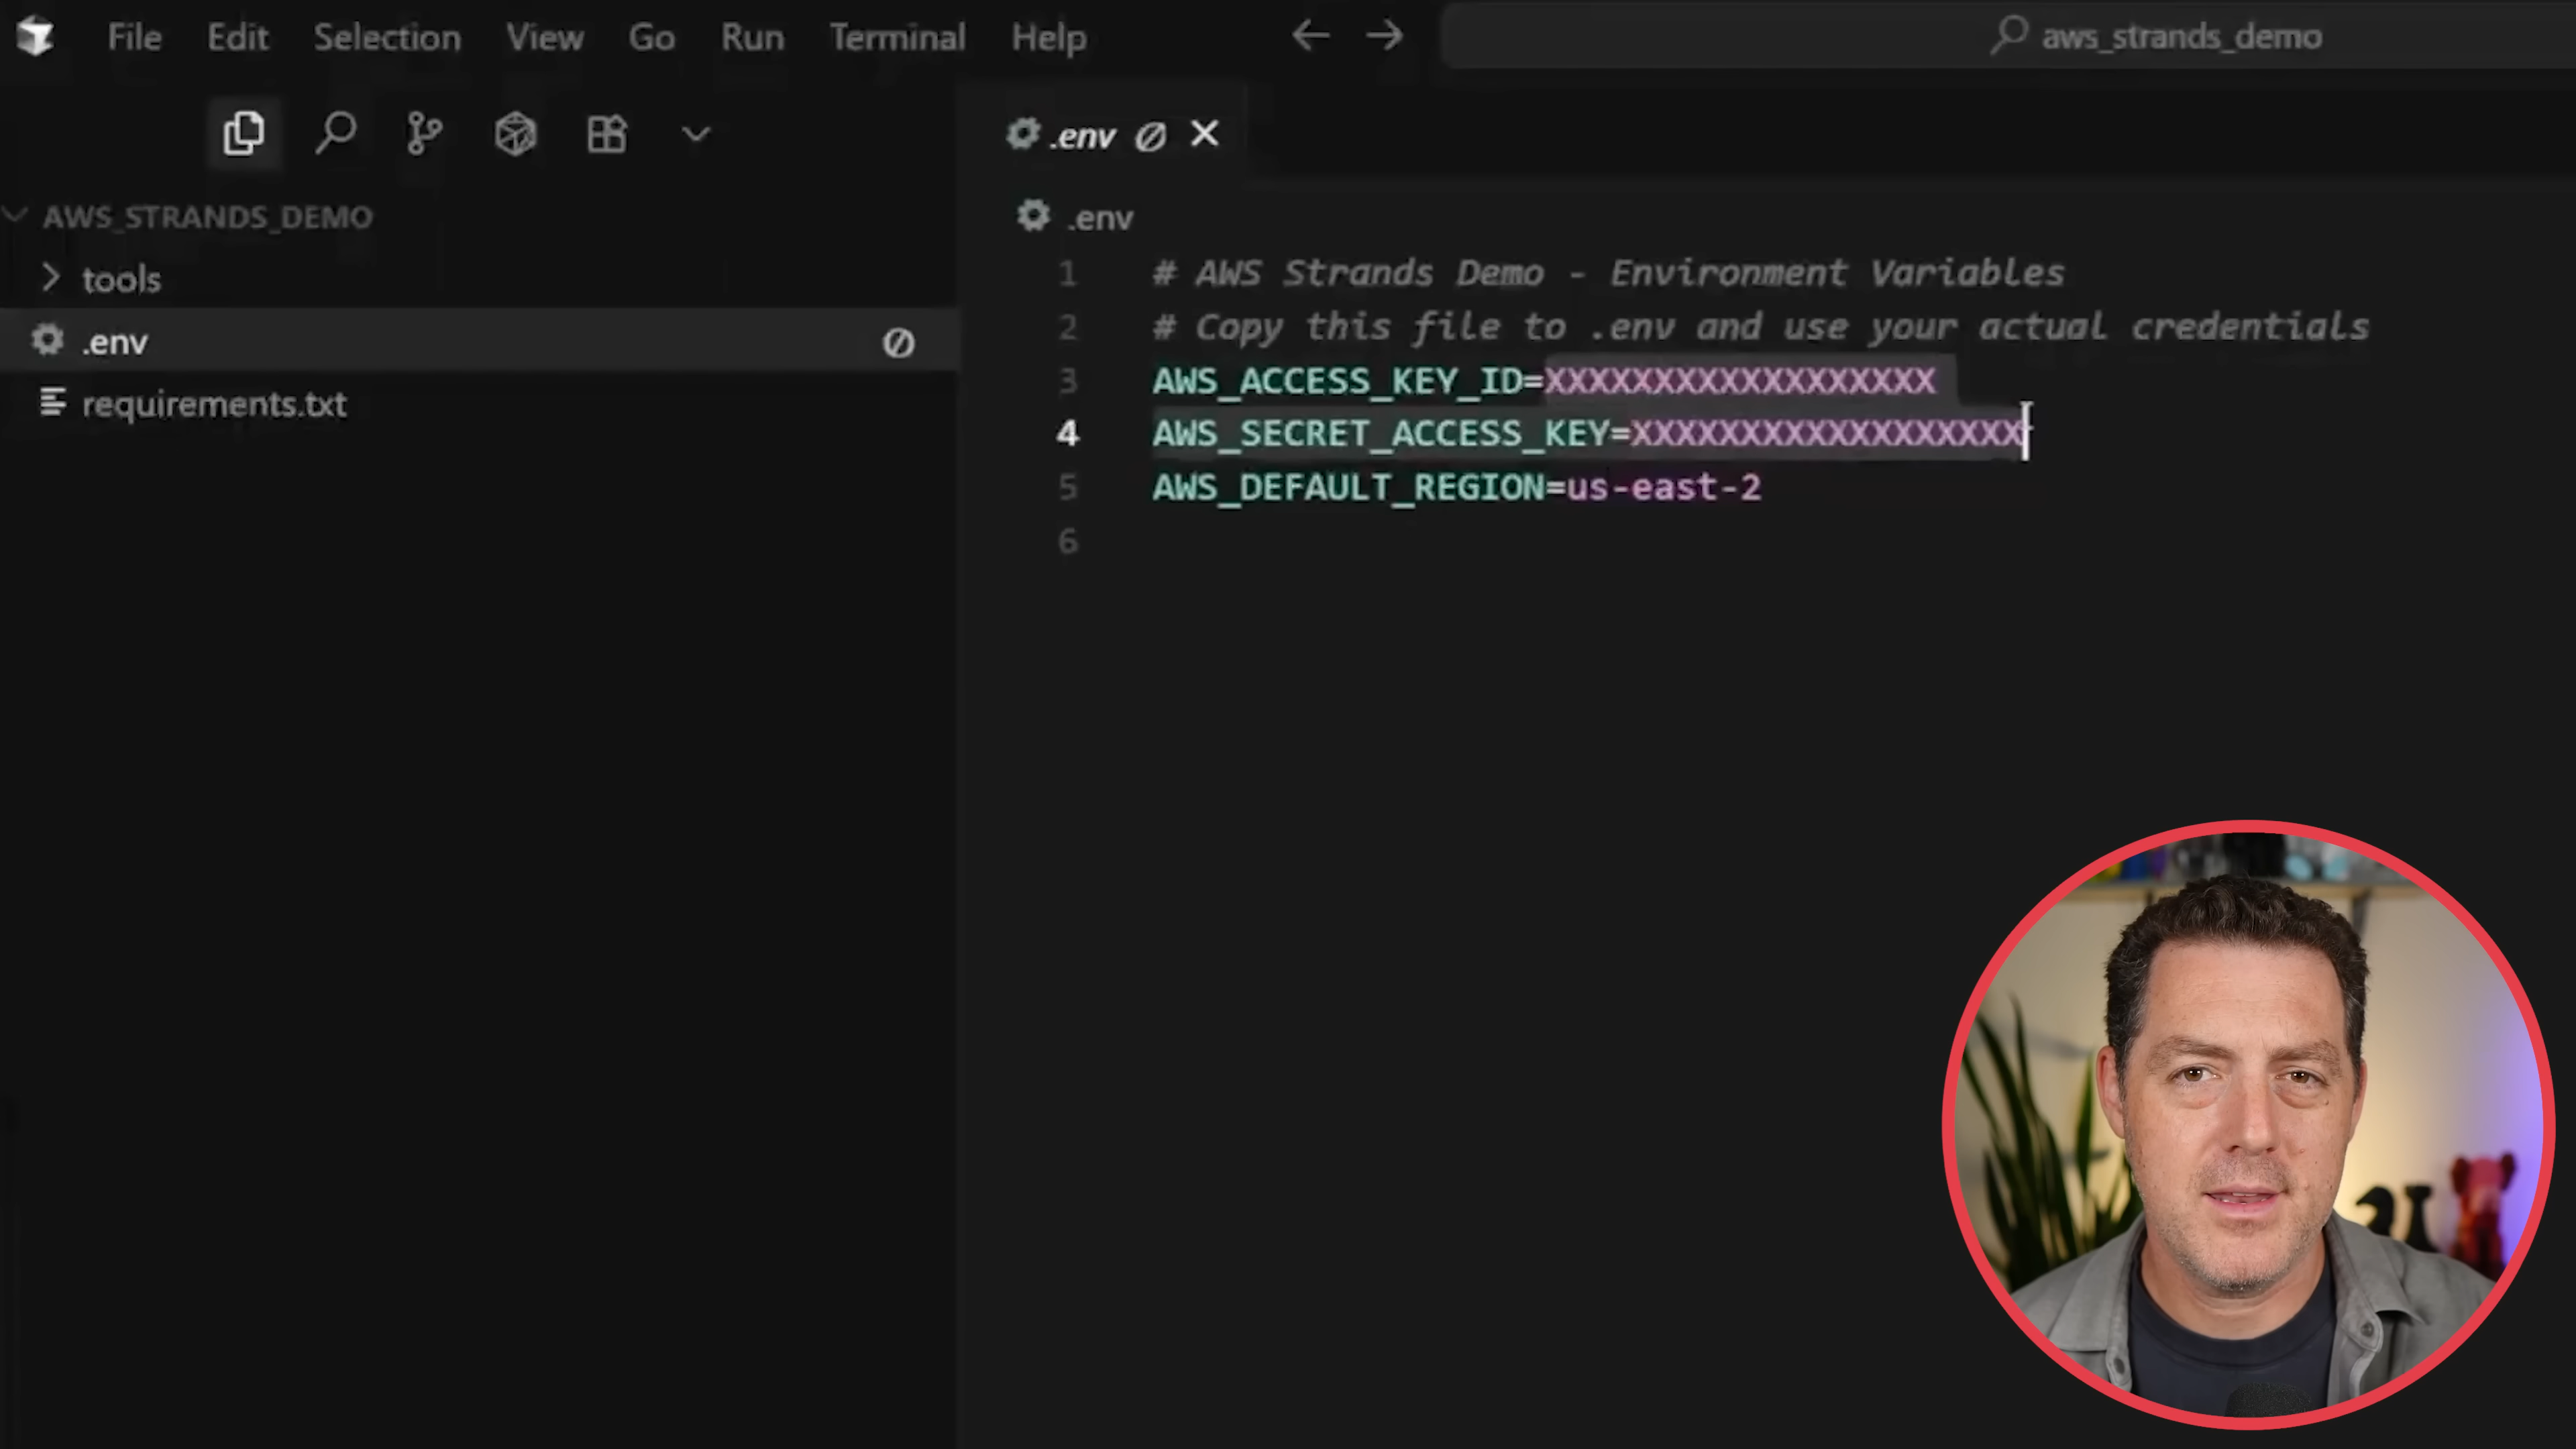 File Edit Selection View Go Run Terminal Help
aws_strands_demo
.env
AWS_STRANDS_DEMO
tools
.env
requirements.txt
.env
1 # AWS Strands Demo - Environment Variables
2 # Copy this file to .env and use your actual credentials
3 AWS_ACCESS_KEY_ID=XXXXXXXXXXXXXXXXXX
4 AWS_SECRET_ACCESS_KEY=XXXXXXXXXXXXXXXXXX
5 AWS_DEFAULT_REGION=us-east-2
6